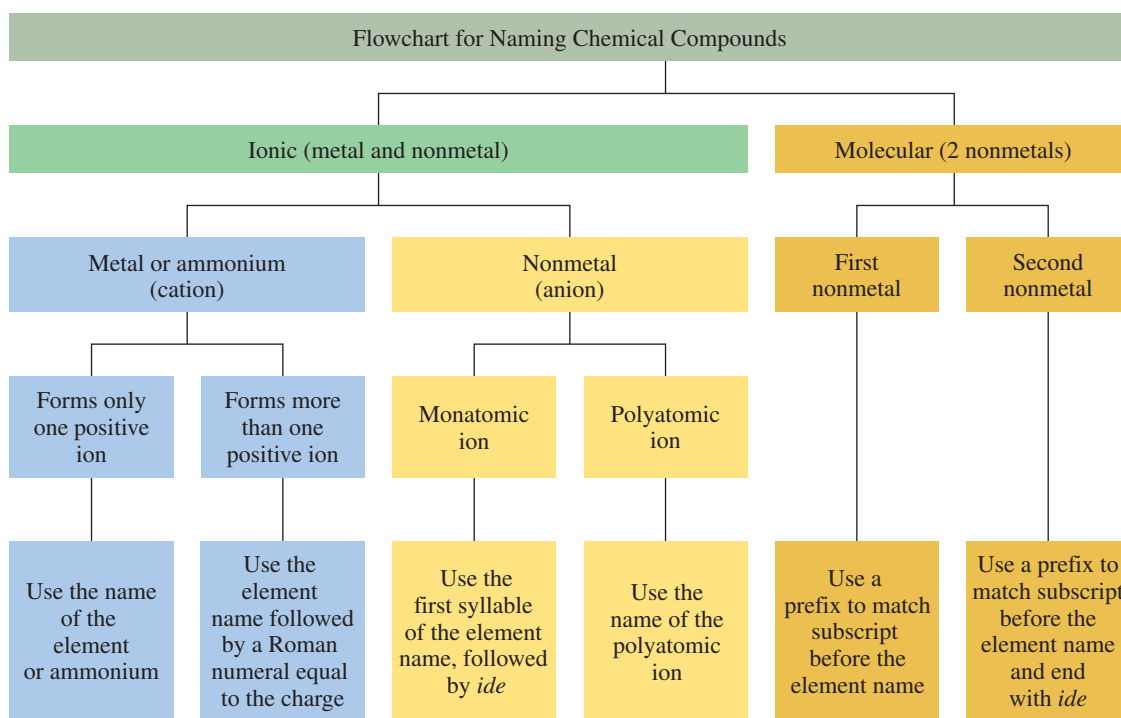 Flowchart for Naming Chemical Compounds
Ionic (metal and nonmetal)
Molecular (2 nonmetals)
Metal or ammonium
(cation)
Nonmetal
(anion)
First
nonmetal
Second
nonmetal
Forms only
one positive
ion
Forms more
than one
positive ion
Monatomic
ion
Polyatomic
ion
Use the name
of the
element
or ammonium
Use the
element
name followed
by a Roman
numeral equal
to the charge
Use the
first syllable
of the element
name, followed
by ide
Use the
name of the
polyatomic
ion
Use a
prefix to match
subscript
before the
element name
Use a prefix to
match subscript
before the
element name
and end
with ide